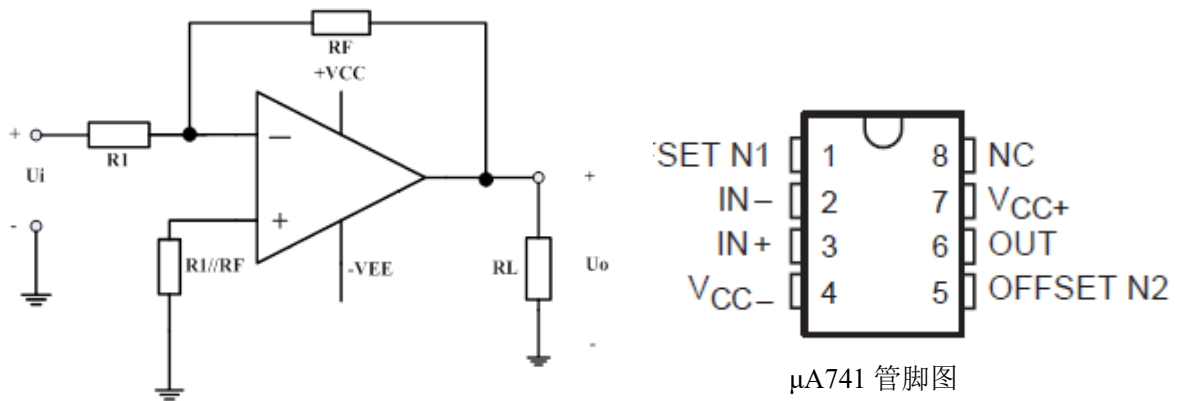 RF
+VCC
+
R1
−
Ui
-
+
R1//RF
-VEE
RL
+
Uo
-
SET N1 1 8 NC
IN− 2 7 VCC+
IN+ 3 6 OUT
VCC− 4 5 OFFSET N2
μA741 管脚图